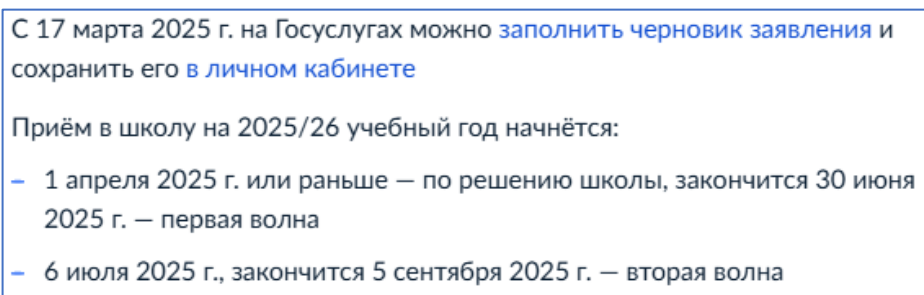 С 17 марта 2025 г. на Госуслугах можно заполнить черновик заявления и
сохранить его в личном кабинете
Приём в школу на 2025/26 учебный год начнётся:
– 1 апреля 2025 г. или раньше — по решению школы, закончится 30 июня
2025 г. — первая волна
– 6 июля 2025 г., закончится 5 сентября 2025 г. — вторая волна